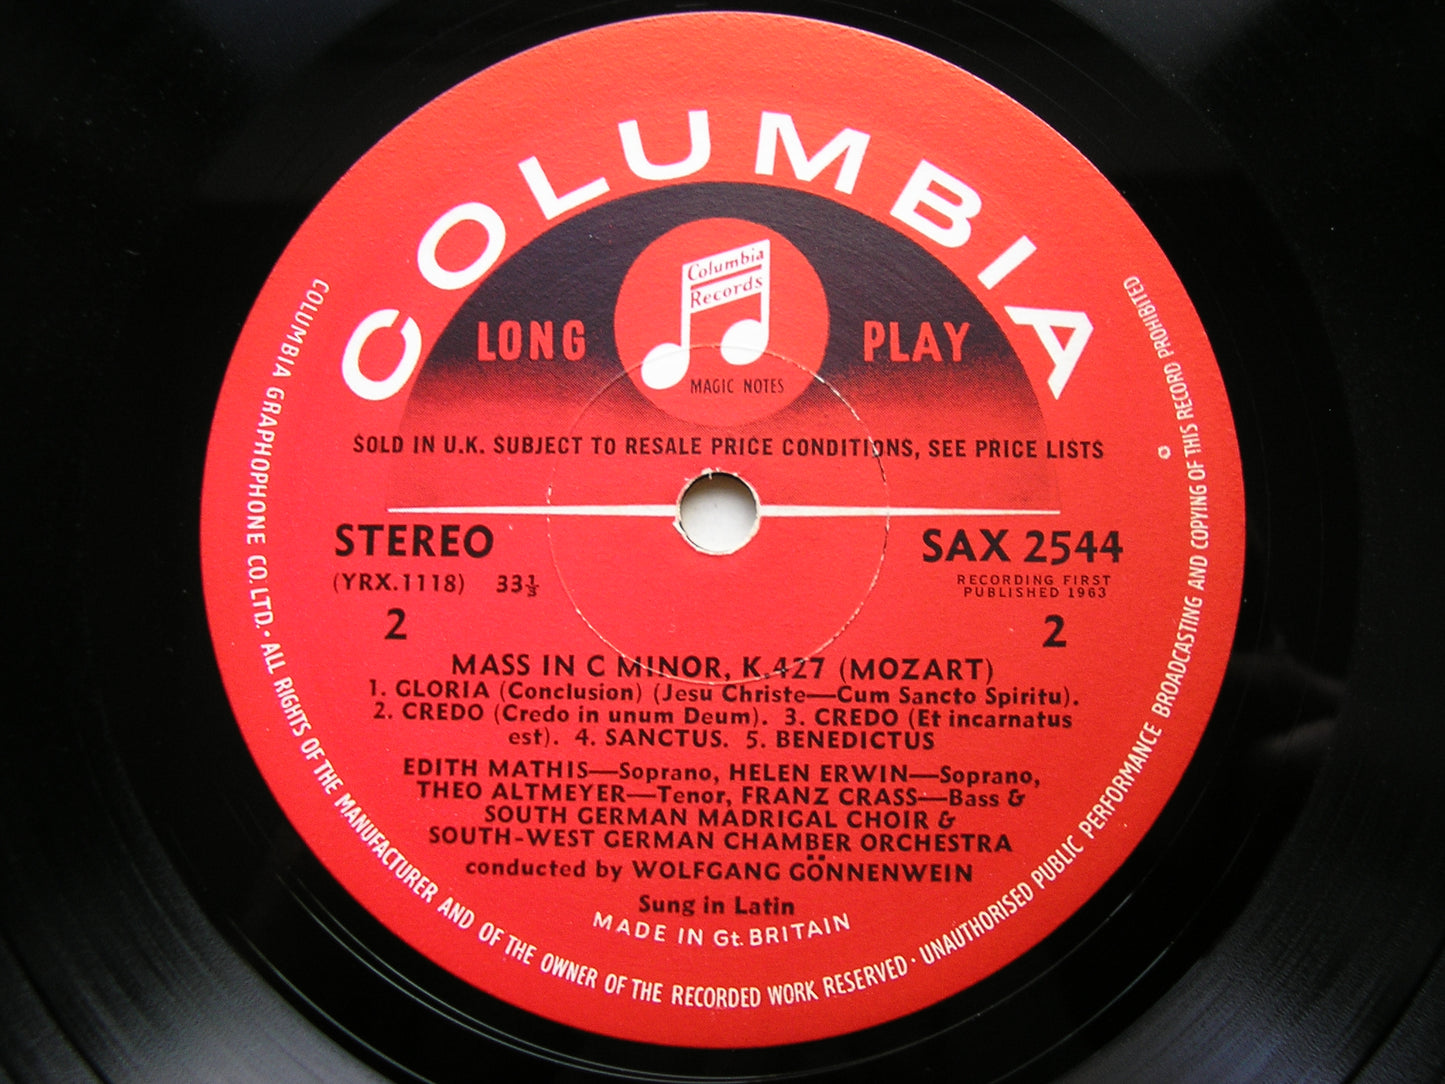 COLUMBIA
Columbia
Records
LONG PLAY
MAGIC NOTES
SOLD IN U.K. SUBJECT TO RESALE PRICE CONDITIONS, SEE PRICE LISTS
STEREO SAX 2544
(YRX.1118) 33⅓ RECORDING FIRST
PUBLISHED 1963
2 2
MASS IN C MINOR, K.427 (MOZART)
1. GLORIA (Conclusion) (Jesu Christe—Cum Sancto Spiritu).
2. CREDO (Credo in unum Deum). 3. CREDO (Et incarnatus
est). 4. SANCTUS. 5. BENEDICTUS
EDITH MATHIS—Soprano, HELEN ERWIN—Soprano,
THEO ALTMEYER—Tenor, FRANZ CRASS—Bass &
SOUTH GERMAN MADRIGAL CHOIR &
SOUTH-WEST GERMAN CHAMBER ORCHESTRA
conducted by WOLFGANG GÖNNENWEIN
Sung in Latin
MADE IN Gt. BRITAIN
COLUMBIA GRAPHOPHONE CO. LTD. · ALL RIGHTS OF THE MANUFACTURER AND OF THE OWNER OF THE RECORDED WORK RESERVED · UNAUTHORISED PUBLIC PERFORMANCE BROADCASTING AND COPYING OF THIS RECORD PROHIBITED